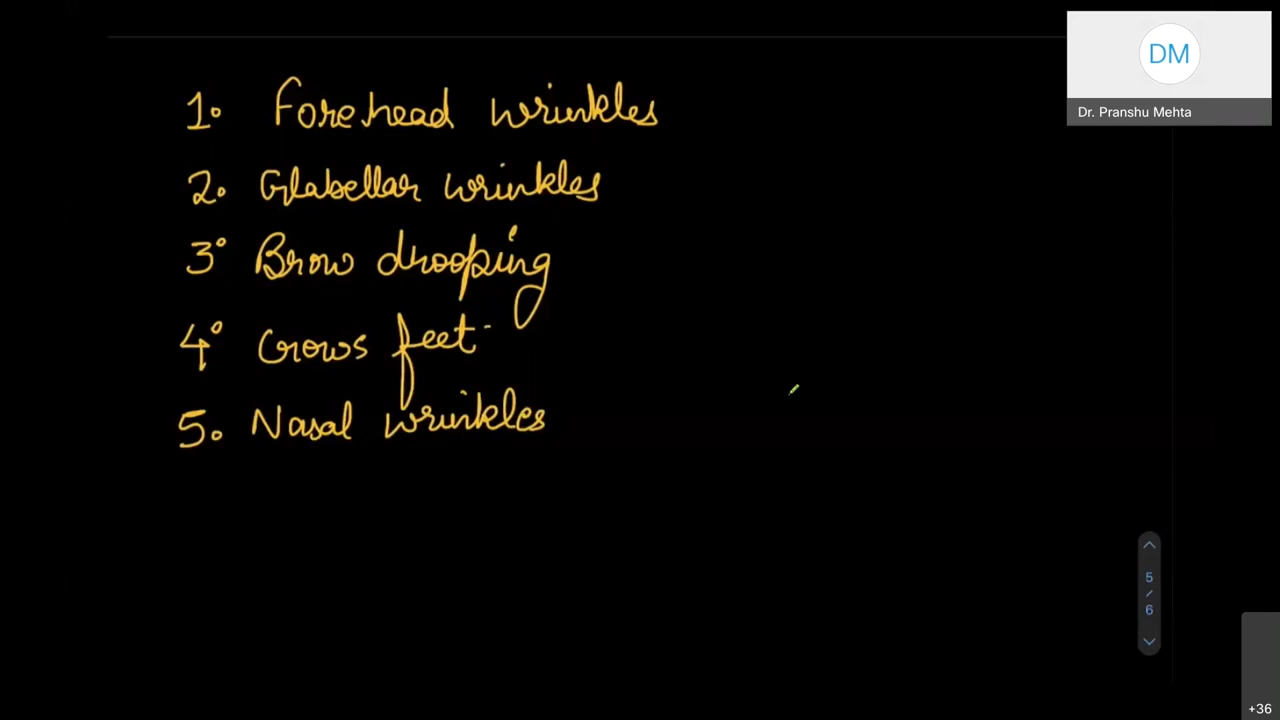 DM
Dr. Pranshu Mehta
1. Forehead wrinkles
2. Glabellar wrinkles
3. Brow drooping
4. Crows feet
5. Nasal wrinkles
5
/
6
+36